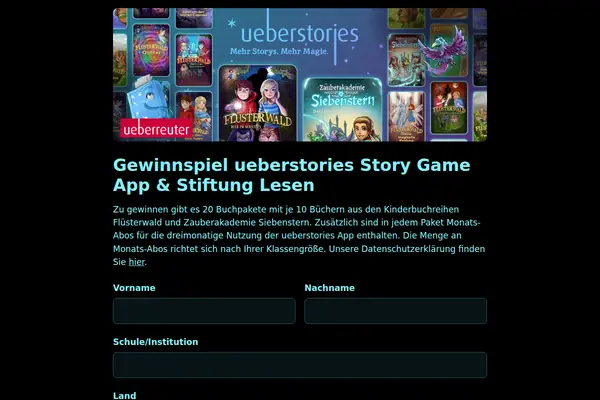 ueberstories
Mehr Storys. Mehr Magie.
FLÜSTERWALD
Zauberakademie
SIEBENSTERN
ueberreuter
Gewinnspiel ueberstories Story Game
App & Stiftung Lesen
Zu gewinnen gibt es 20 Buchpakete mit je 10 Büchern aus den Kinderbuchreihen
Flüsterwald und Zauberakademie Siebenstern. Zusätzlich sind in jedem Paket Monats-
Abos für die dreimonatige Nutzung der ueberstories App enthalten. Die Menge an
Monats-Abos richtet sich nach Ihrer Klassengröße. Unsere Datenschutzerklärung finden
Sie hier.
Vorname
Nachname
Schule/Institution
Land